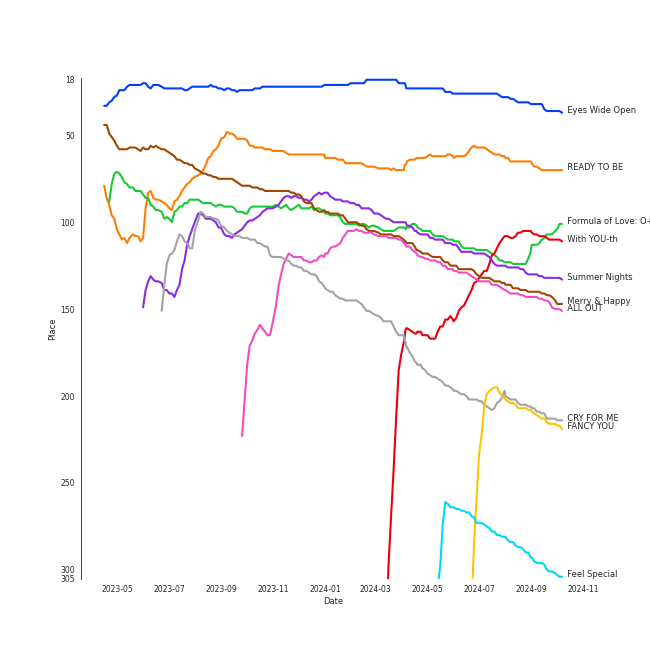 18
50
100
150
200
250
300
305
Place
2023-05
2023-07
2023-09
2023-11
2024-01
2024-03
2024-05
2024-07
2024-09
2024-11
Date
Eyes Wide Open
READY TO BE
Formula of Love: O+
With YOU-th
Summer Nights
Merry & Happy
ALL OUT
CRY FOR ME
FANCY YOU
Feel Special